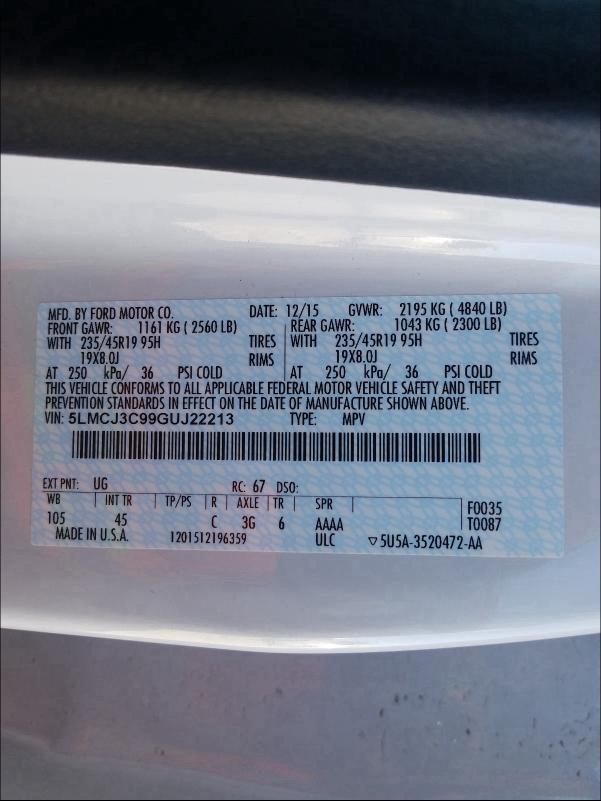 MFD. BY FORD MOTOR CO. DATE: 12/15 GVWR: 2195 KG ( 4840 LB)
FRONT GAWR: 1161 KG ( 2560 LB) REAR GAWR: 1043 KG ( 2300 LB)
WITH 235/45R19 95H TIRES WITH 235/45R19 95H TIRES
19X8.0J RIMS 19X8.0J RIMS
AT 250 kPa/ 36 PSI COLD AT 250 kPa/ 36 PSI COLD
THIS VEHICLE CONFORMS TO ALL APPLICABLE FEDERAL MOTOR VEHICLE SAFETY AND THEFT
PREVENTION STANDARDS IN EFFECT ON THE DATE OF MANUFACTURE SHOWN ABOVE.
VIN: 5LMCJ3C99GUJ22213 TYPE: MPV
EXT PNT: UG RC: 67 DSO:
WB INT TR TP/PS R AXLE TR SPR F0035
105 45 C 3G 6 AAAA T0087
MADE IN U.S.A. 1201512196359 ULC ▽5U5A-3520472-AA